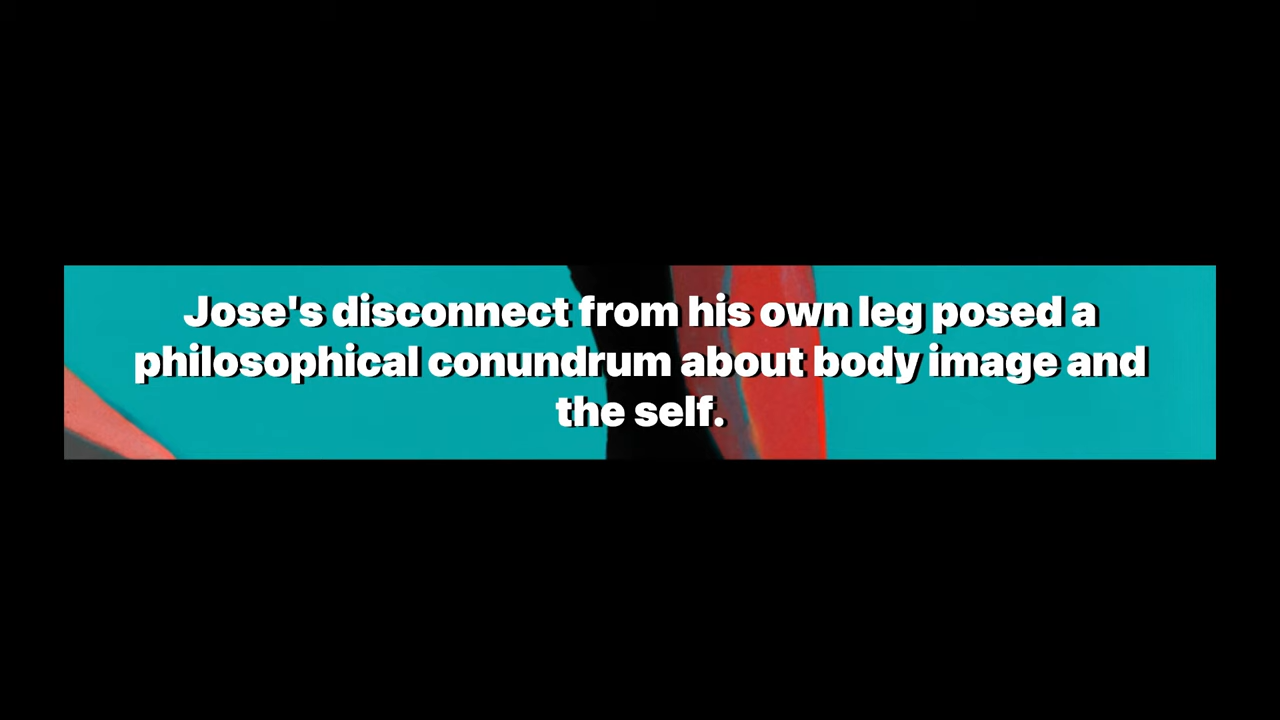 Jose's disconnect from his own leg posed a
philosophical conundrum about body image and
the self.